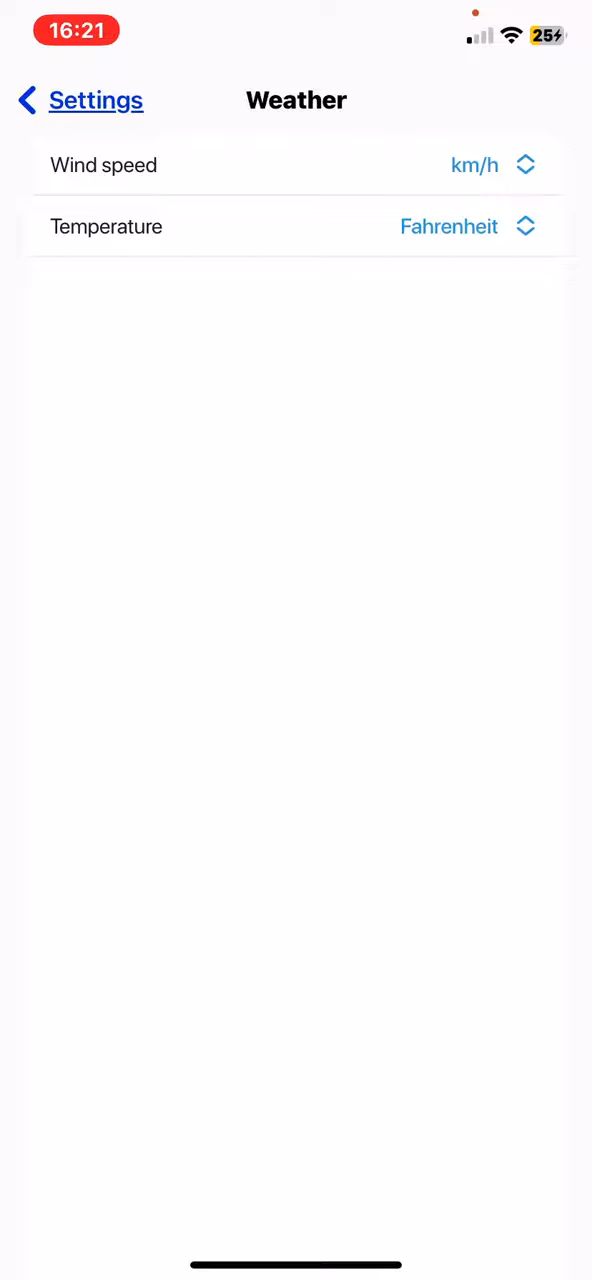 16:21
25
Settings
Weather
Wind speed
km/h
Temperature
Fahrenheit